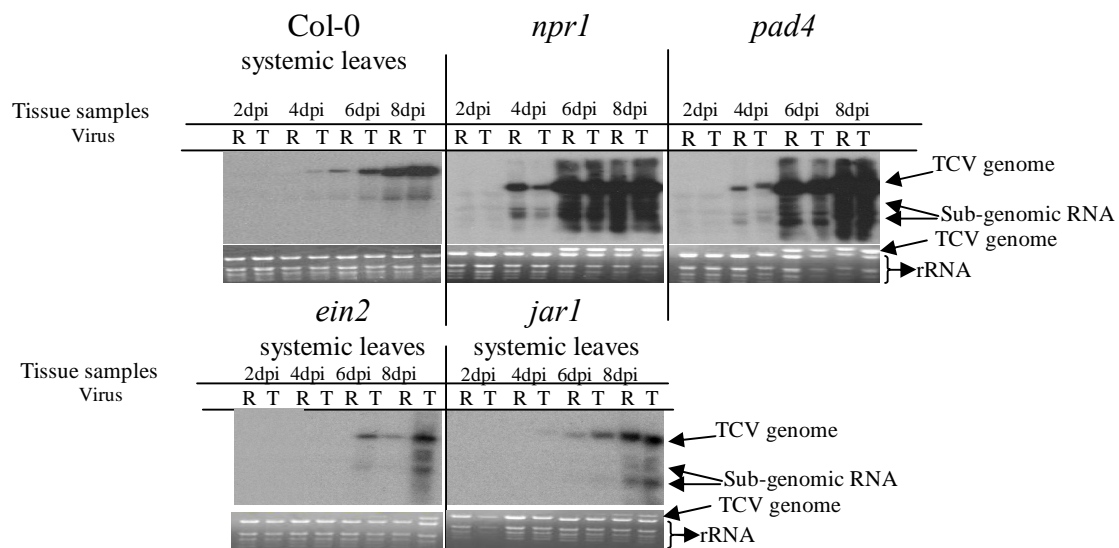 Col-0 npr1 pad4
systemic leaves
Tissue samples 2dpi 4dpi 6dpi 8dpi 2dpi 4dpi 6dpi 8dpi 2dpi 4dpi 6dpi 8dpi
Virus R T R T R T R T R T R T R T R T R T R T R T R T
TCV genome
Sub-genomic RNA
TCV genome
rRNA
ein2 jar1
systemic leaves systemic leaves
Tissue samples 2dpi 4dpi 6dpi 8dpi 2dpi 4dpi 6dpi 8dpi
Virus R T R T R T R T R T R T R T R T
TCV genome
Sub-genomic RNA
TCV genome
rRNA